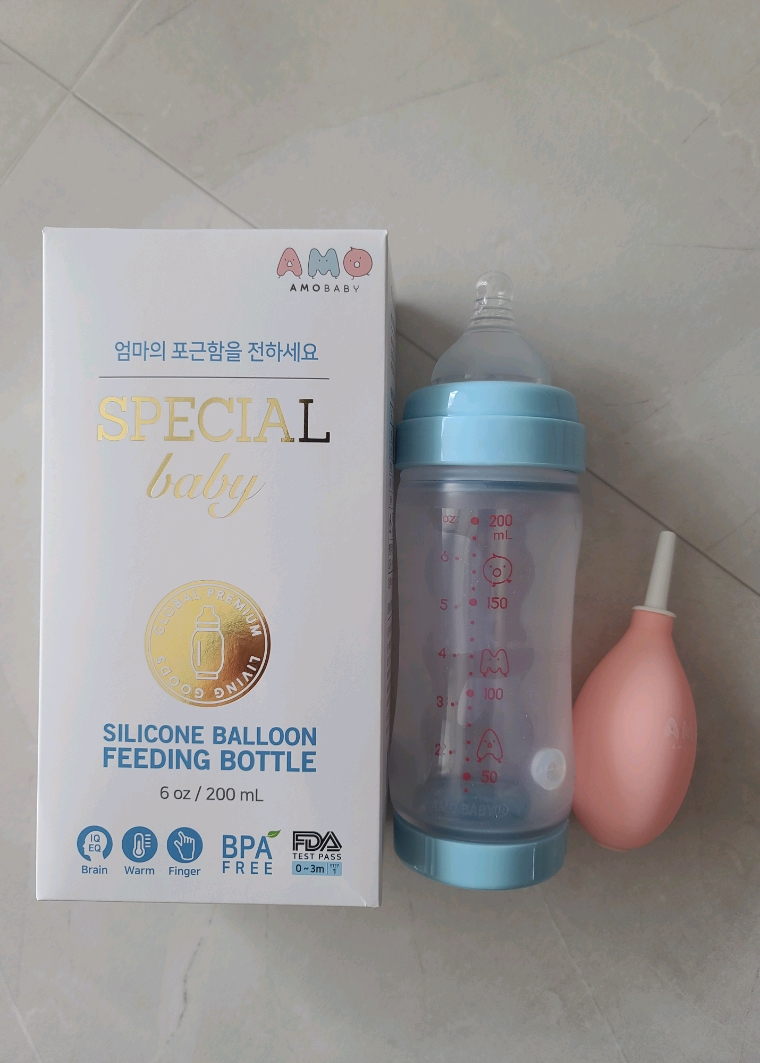 AMO
AMOBABY
엄마의 포근함을 전하세요
SPECIAL
baby
GLOBAL PREMIUM LIVING GOODS
SILICONE BALLOON
FEEDING BOTTLE
6 oz / 200 mL
IQ
EQ
Brain
Warm
Finger
BPA
FREE
FDA
TEST PASS
0~3m
oz 200
mL
6
5 150
4
100
3
2
50